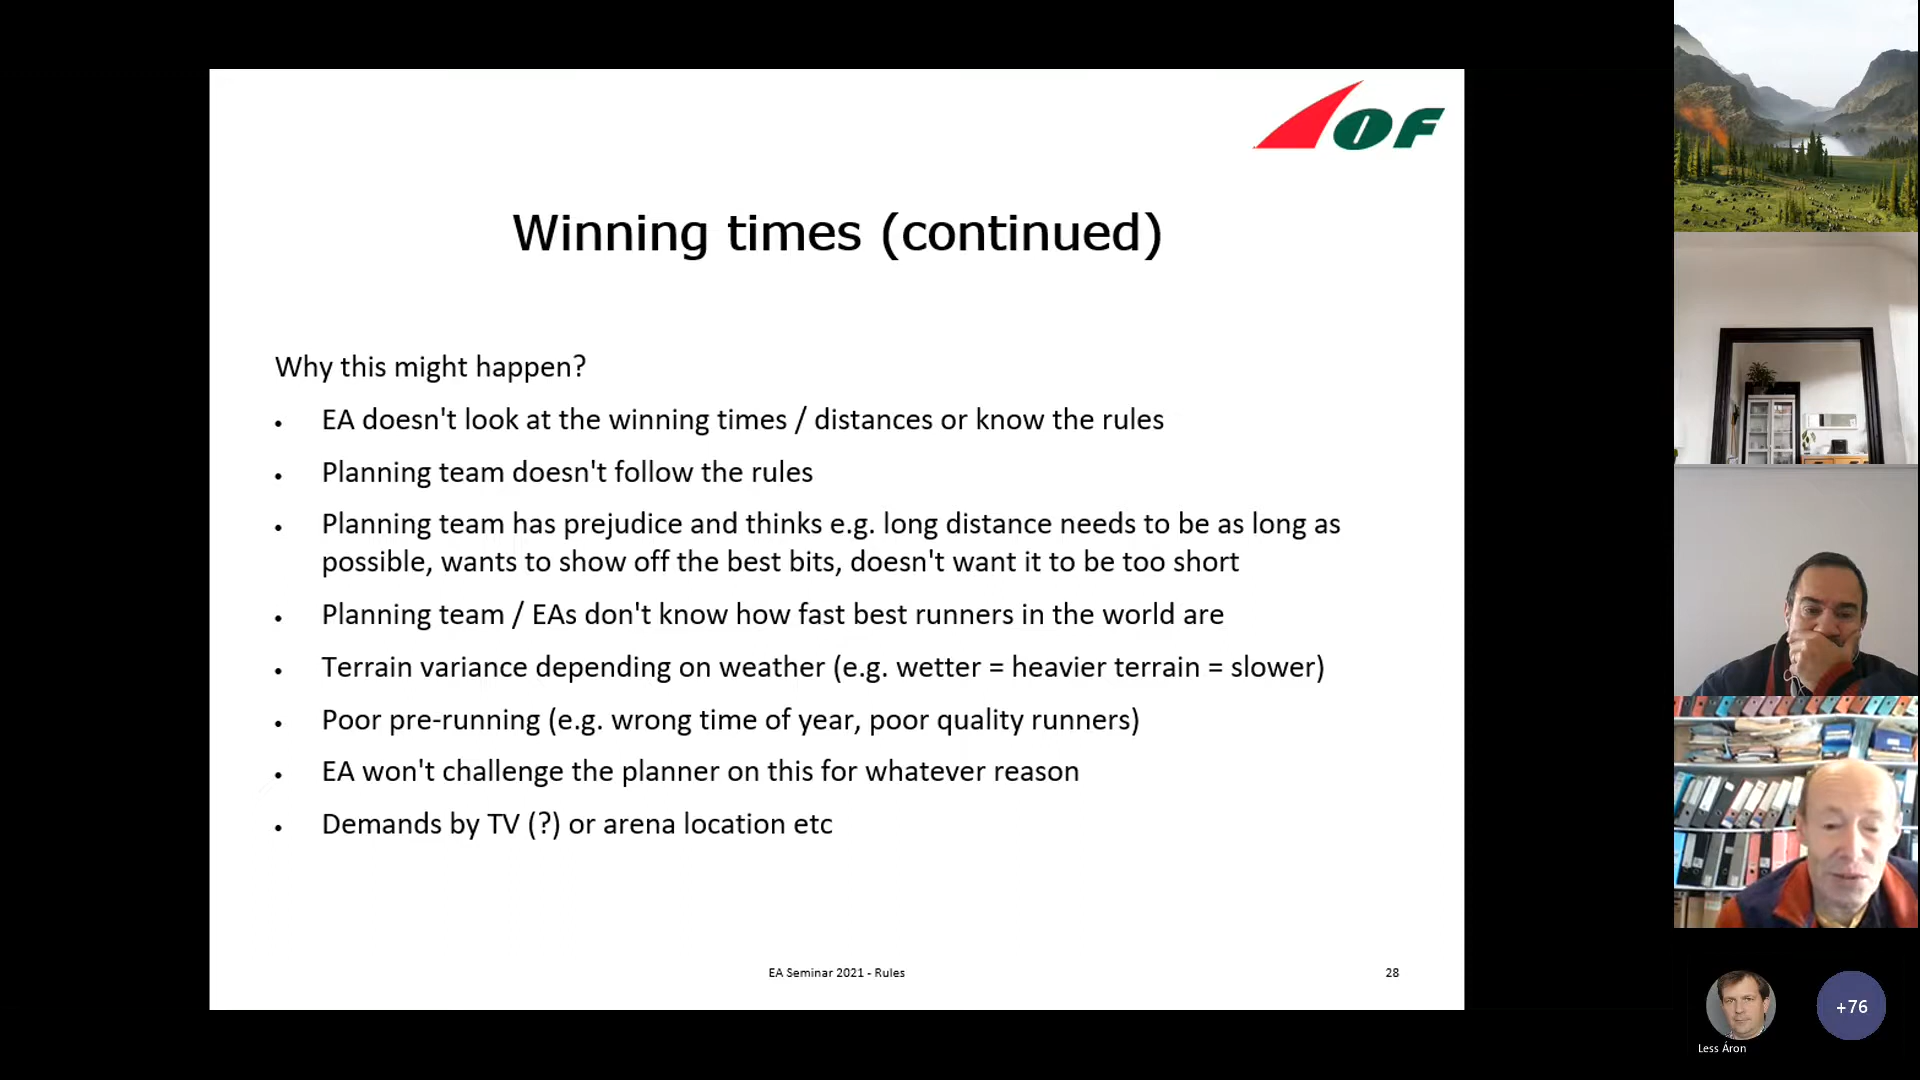 IOF
Winning times (continued)
Why this might happen?
• EA doesn't look at the winning times / distances or know the rules
• Planning team doesn't follow the rules
• Planning team has prejudice and thinks e.g. long distance needs to be as long as
possible, wants to show off the best bits, doesn't want it to be too short
• Planning team / EAs don't know how fast best runners in the world are
• Terrain variance depending on weather (e.g. wetter = heavier terrain = slower)
• Poor pre-running (e.g. wrong time of year, poor quality runners)
• EA won't challenge the planner on this for whatever reason
• Demands by TV (?) or arena location etc
EA Seminar 2021 - Rules
28
+76
Less Áron